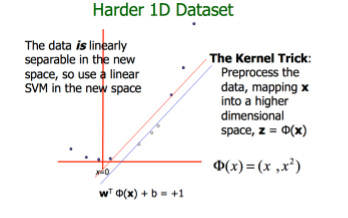 Harder 1D Dataset
The data is linearly
separable in the new
space, so use a linear
SVM in the new space
The Kernel Trick:
Preprocess the
data, mapping x
into a higher
dimensional
space, z = Φ(x)
Φ(x) = (x ,x²)
x=0
wᵀ Φ(x) + b = +1